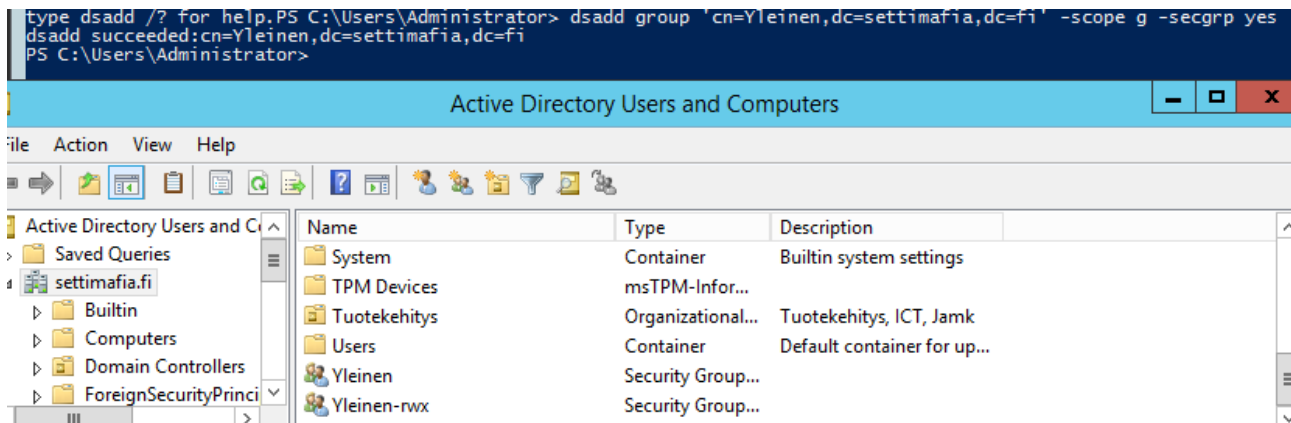 type dsadd /? for help.PS C:\Users\Administrator> dsadd group 'cn=Yleinen,dc=settimafia,dc=fi' -scope g -secgrp yes
dsadd succeeded:cn=Yleinen,dc=settimafia,dc=fi
PS C:\Users\Administrator>
Active Directory Users and Computers
File Action View Help
Active Directory Users and C
Saved Queries
settimafia.fi
Builtin
Computers
Domain Controllers
ForeignSecurityPrinci
Name Type Description
System Container Builtin system settings
TPM Devices msTPM-Infor...
Tuotekehitys Organizational... Tuotekehitys, ICT, Jamk
Users Container Default container for up...
Yleinen Security Group...
Yleinen-rwx Security Group...